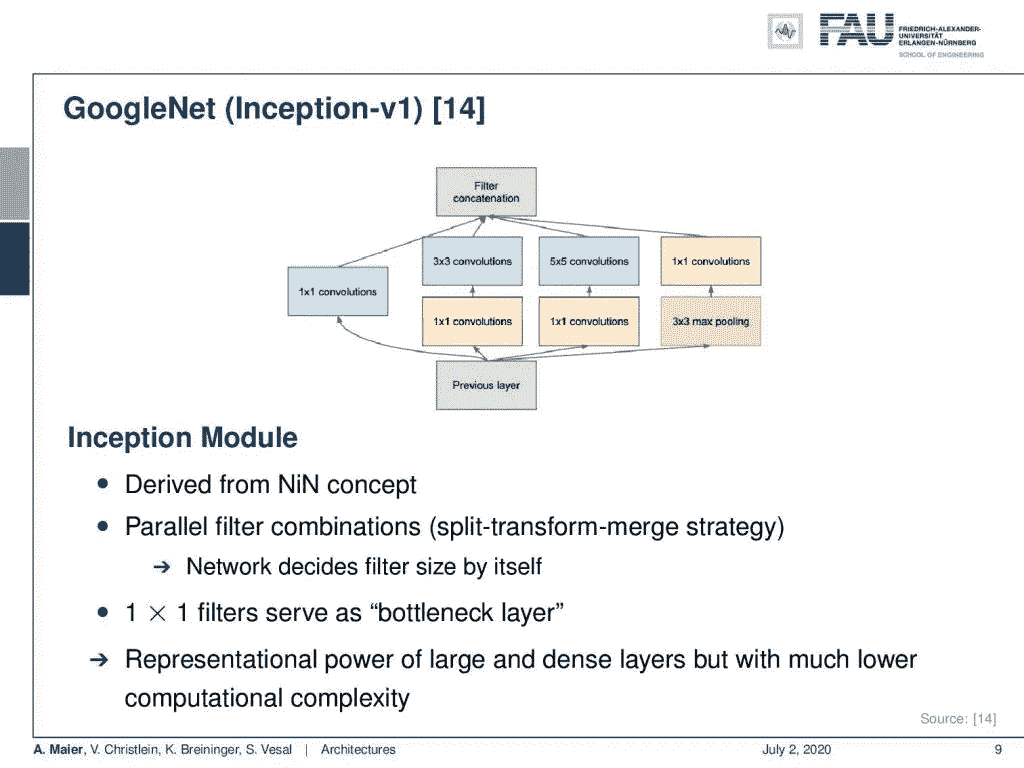 FAU
FRIEDRICH-ALEXANDER-
UNIVERSITÄT
ERLANGEN-NÜRNBERG
SCHOOL OF ENGINEERING
GoogleNet (Inception-v1) [14]
Filter
concatenation
3x3 convolutions
5x5 convolutions
1x1 convolutions
1x1 convolutions
1x1 convolutions
1x1 convolutions
3x3 max pooling
Previous layer
Inception Module
• Derived from NiN concept
• Parallel filter combinations (split-transform-merge strategy)
➔ Network decides filter size by itself
• 1 × 1 filters serve as “bottleneck layer”
➔ Representational power of large and dense layers but with much lower
computational complexity
Source: [14]
A. Maier, V. Christlein, K. Breininger, S. Vesal | Architectures July 2, 2020 9